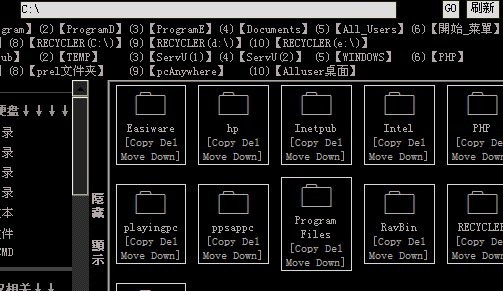 C:\
GO 刷新
gram】 (2)【ProgramD】 (3)【ProgramE】 (4)【Documents】 (5)【All_Users】 (6)【開始_菜單】
(8)【RECYCLER(C:\)】 (9)【RECYCLER(d:\)】 (10)【RECYCLER(e:\)】
ub】 (2)【TEMP】 (3)【ServU(1)】 (4)【ServU(2)】 (5)【WINDOWS】 (6)【PHP】
(8)【prel文件夹】 (9)【pcAnywhere】 (10)【Alluser桌面】
硬盘↓↓↓↓
录
录
录
录
文本
文件
CMD
相关↓↓↓
隐藏 顯示
Easiware
[Copy Del
Move Down]
hp
[Copy Del
Move Down]
Inetpub
[Copy Del
Move Down]
Intel
[Copy Del
Move Down]
PHP
[Copy De
Move Down
playingpc
[Copy Del
Move Down]
ppsappc
[Copy Del
Move Down]
Program
Files
[Copy Del
Move Down]
RavBin
[Copy Del
Move Down]
RECYCLER
[Copy De
Move Down